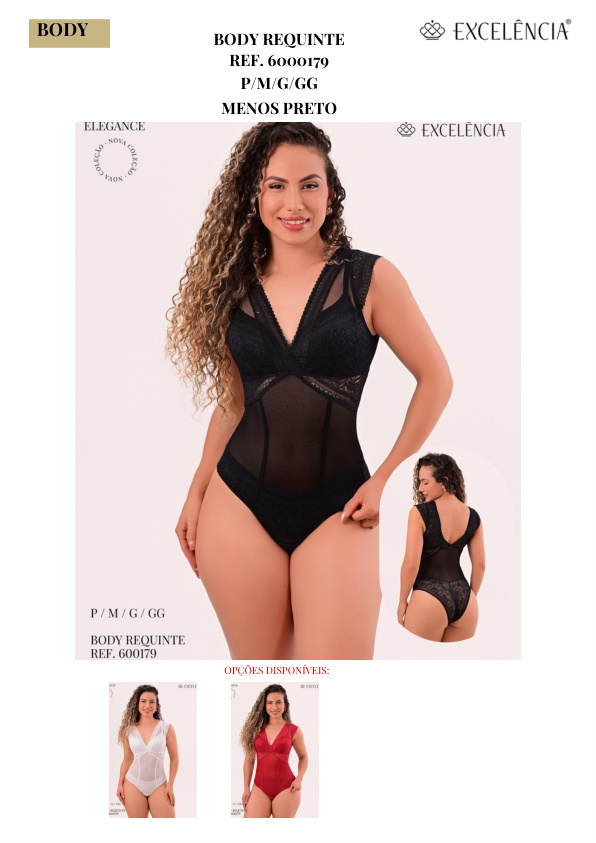 BODY
EXCELÊNCIA®
BODY REQUINTE
REF. 6000179
P/M/G/GG
MENOS PRETO
ELEGANCE
EXCELÊNCIA
NOVA COLEÇÃO · NOVA COLEÇÃO ·
P / M / G / GG
BODY REQUINTE
REF. 600179
OPÇÕES DISPONÍVEIS: